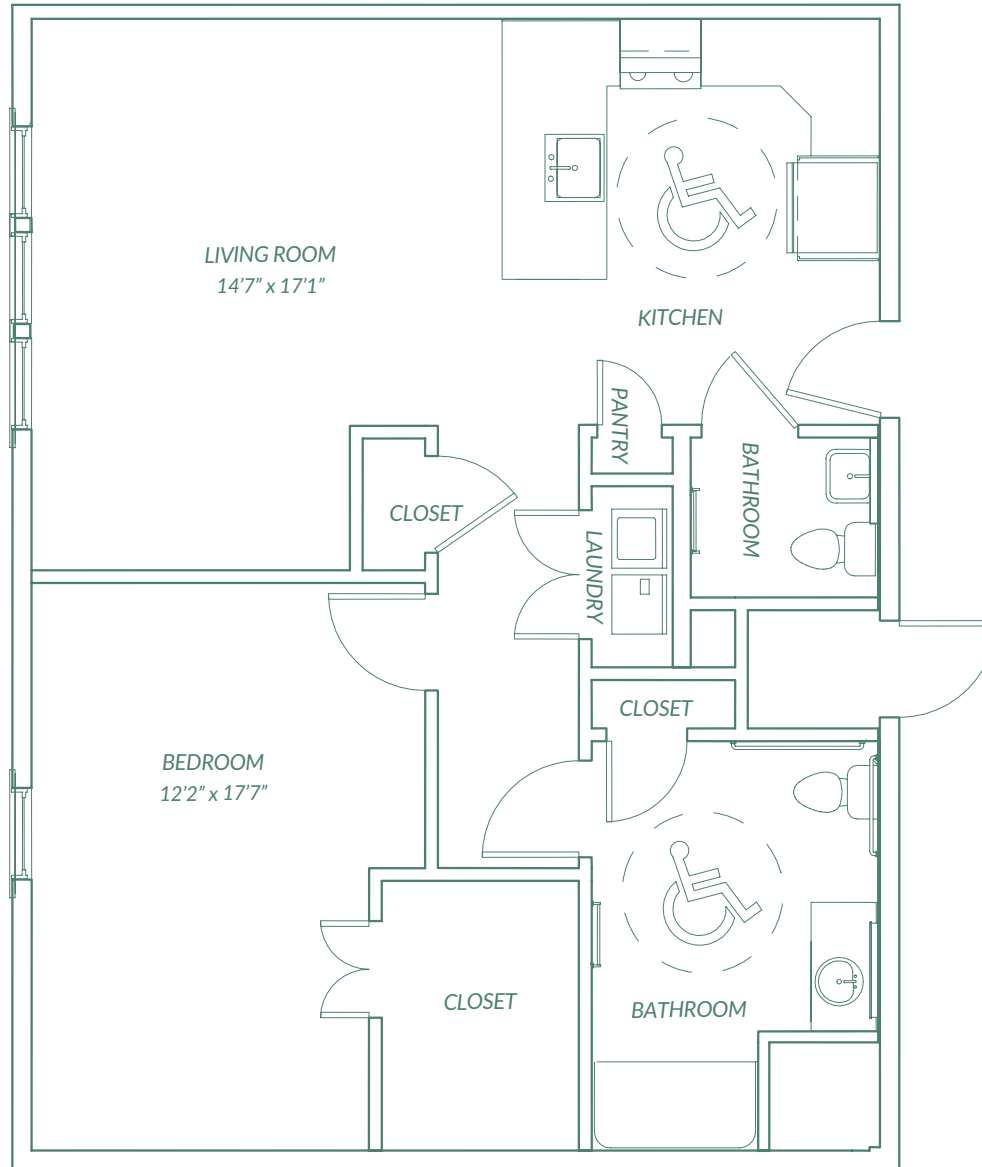 LIVING ROOM
14’7” x 17’1”
KITCHEN
PANTRY
BATHROOM
CLOSET
LAUNDRY
CLOSET
BEDROOM
12’2” x 17’7”
CLOSET
BATHROOM